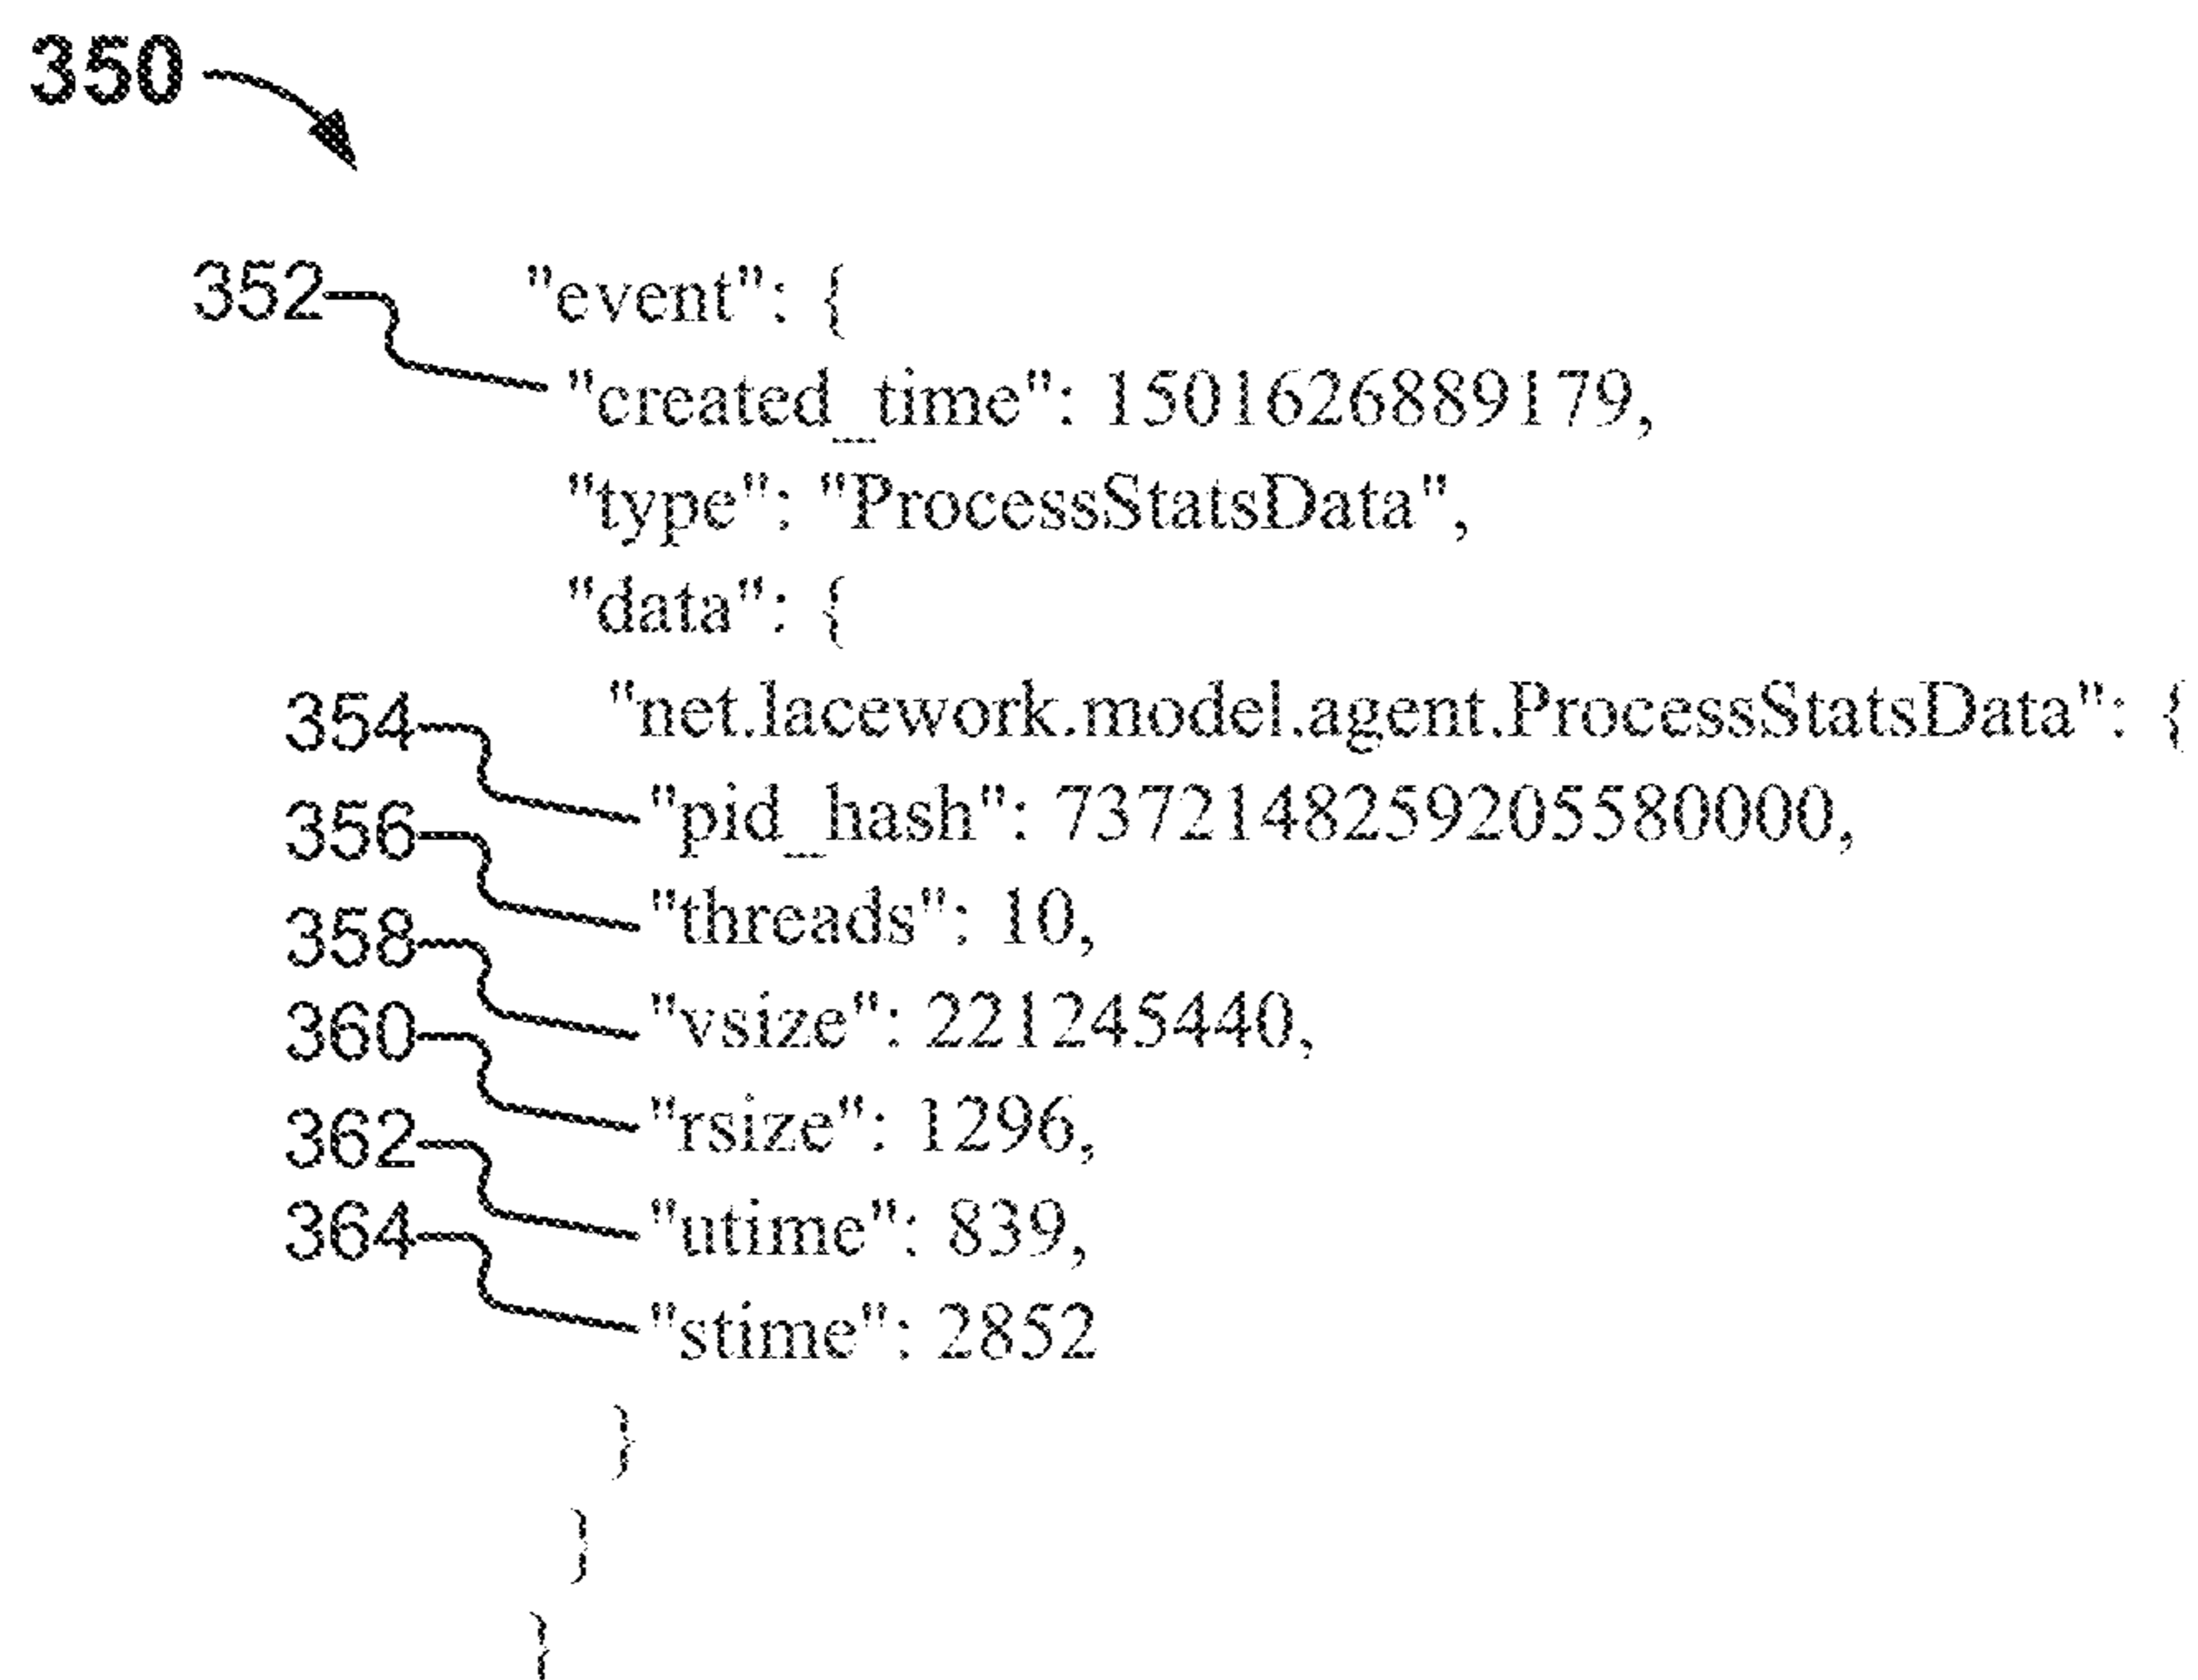 350
352 "event": {
"created_time": 1501626889179,
"type": "ProcessStatsData",
"data": {
354 "net.lacework.model.agent.ProcessStatsData": {
356 "pid_hash": 7372148259205580000,
358 "threads": 10,
360 "vsize": 221245440,
362 "rsize": 1296,
364 "utime": 839,
"stime": 2852
}
}
}